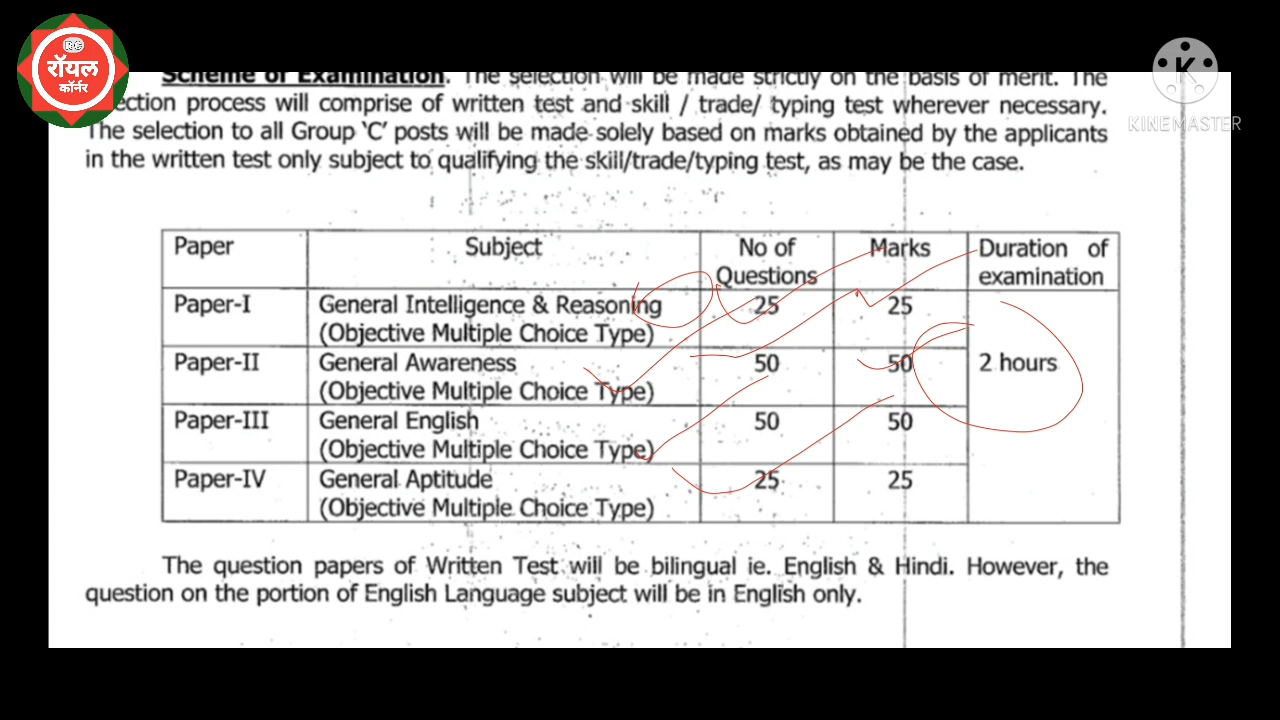 RC
रॉयल
कॉर्नर
K
KINEMASTER
Scheme of Examination. The selection will be made strictly on the basis of merit. The
ection process will comprise of written test and skill / trade/ typing test wherever necessary.
The selection to all Group 'C' posts will be made solely based on marks obtained by the applicants
in the written test only subject to qualifying the skill/trade/typing test, as may be the case.
Paper Subject No of Questions Marks Duration of examination
Paper-I General Intelligence & Reasoning 25 25
(Objective Multiple Choice Type)
Paper-II General Awareness 50 50 2 hours
(Objective Multiple Choice Type)
Paper-III General English 50 50
(Objective Multiple Choice Type)
Paper-IV General Aptitude 25 25
(Objective Multiple Choice Type)
The question papers of Written Test will be bilingual ie. English & Hindi. However, the
question on the portion of English Language subject will be in English only.